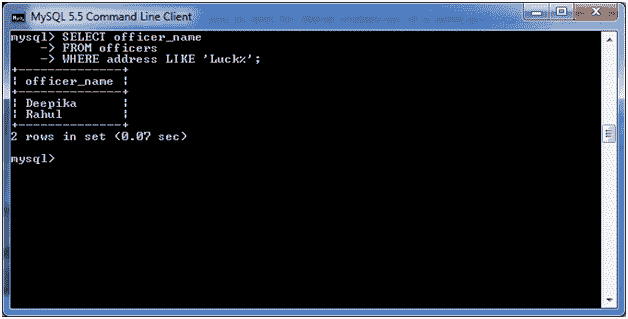 MySQL 5.5 Command Line Client
mysql> SELECT officer_name
    -> FROM officers
    -> WHERE address LIKE 'Luck%';
+--------------+
| officer_name |
+--------------+
| Deepika      |
| Rahul        |
+--------------+
2 rows in set (0.07 sec)

mysql>